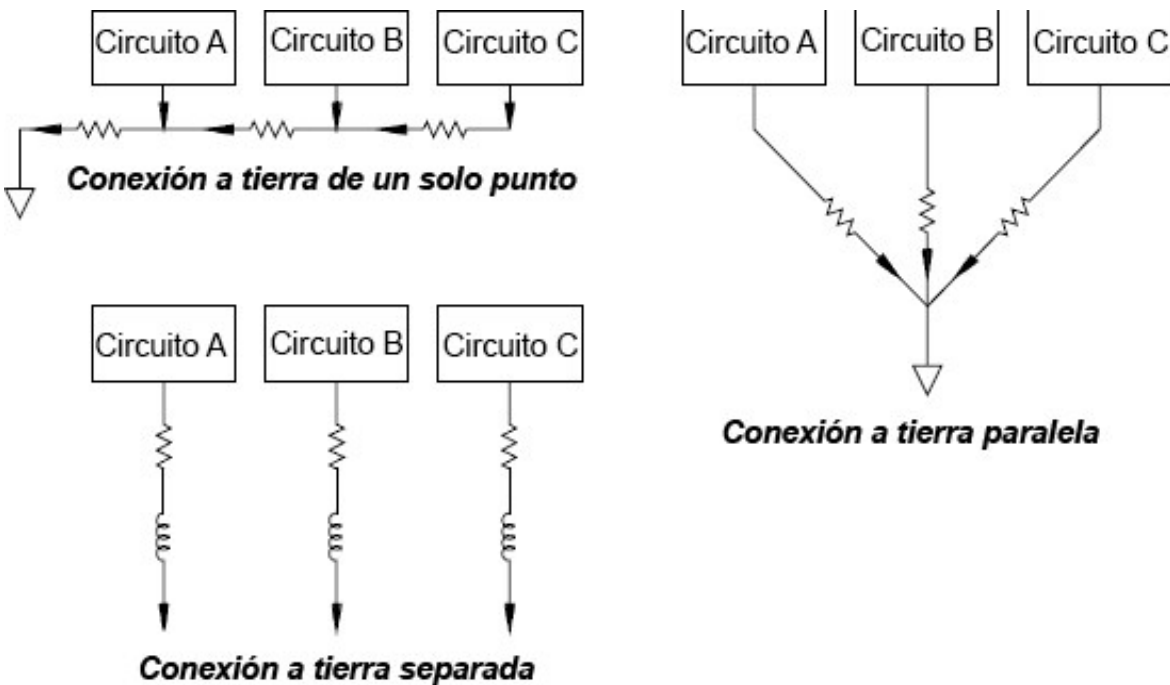 Circuito A
Circuito B
Circuito C
Conexión a tierra de un solo punto
Circuito A
Circuito B
Circuito C
Conexión a tierra paralela
Circuito A
Circuito B
Circuito C
Conexión a tierra separada